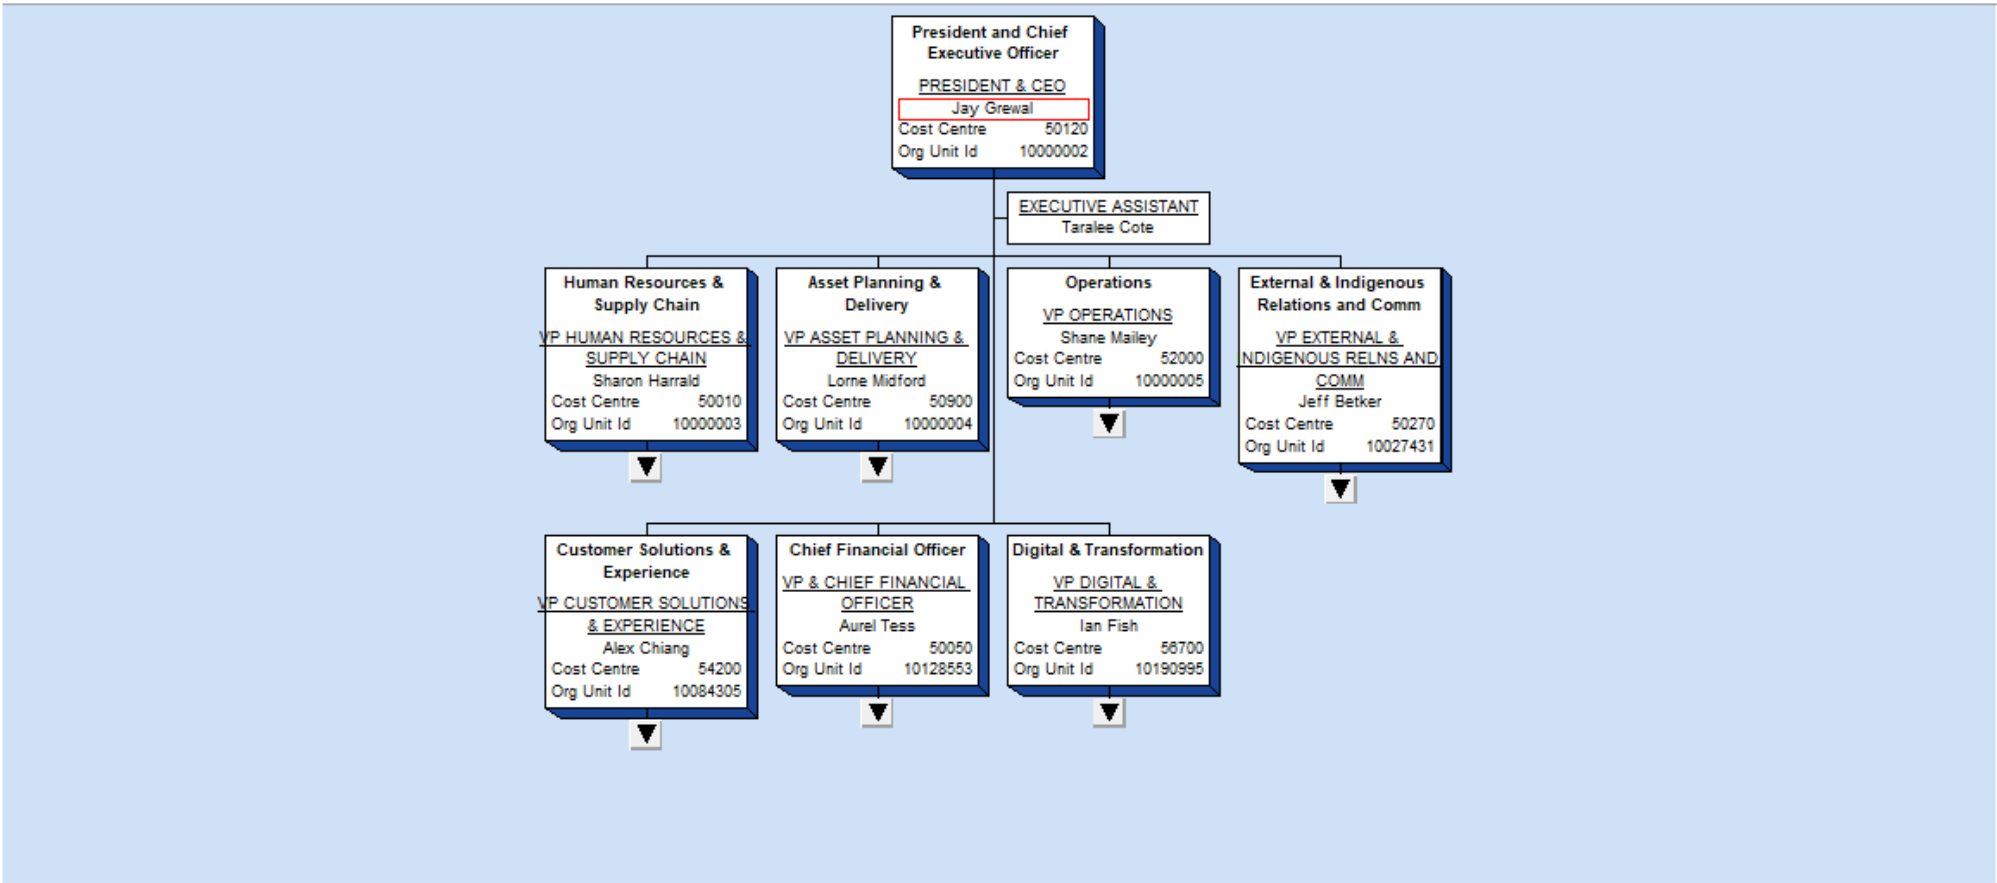 President and Chief
Executive Officer
PRESIDENT & CEO
Jay Grewal
Cost Centre 50120
Org Unit Id 10000002
EXECUTIVE ASSISTANT
Taralee Cote
Human Resources &
Supply Chain
VP HUMAN RESOURCES &
SUPPLY CHAIN
Sharon Harrald
Cost Centre 50010
Org Unit Id 10000003
Asset Planning &
Delivery
VP ASSET PLANNING &
DELIVERY
Lorne Midford
Cost Centre 50900
Org Unit Id 10000004
Operations
VP OPERATIONS
Shane Mailey
Cost Centre 52000
Org Unit Id 10000005
External & Indigenous
Relations and Comm
VP EXTERNAL &
INDIGENOUS RELNS AND
COMM
Jeff Betker
Cost Centre 50270
Org Unit Id 10027431
Customer Solutions &
Experience
VP CUSTOMER SOLUTIONS
& EXPERIENCE
Alex Chiang
Cost Centre 54200
Org Unit Id 10084305
Chief Financial Officer
VP & CHIEF FINANCIAL
OFFICER
Aurel Tess
Cost Centre 50050
Org Unit Id 10128553
Digital & Transformation
VP DIGITAL &
TRANSFORMATION
Ian Fish
Cost Centre 56700
Org Unit Id 10190995